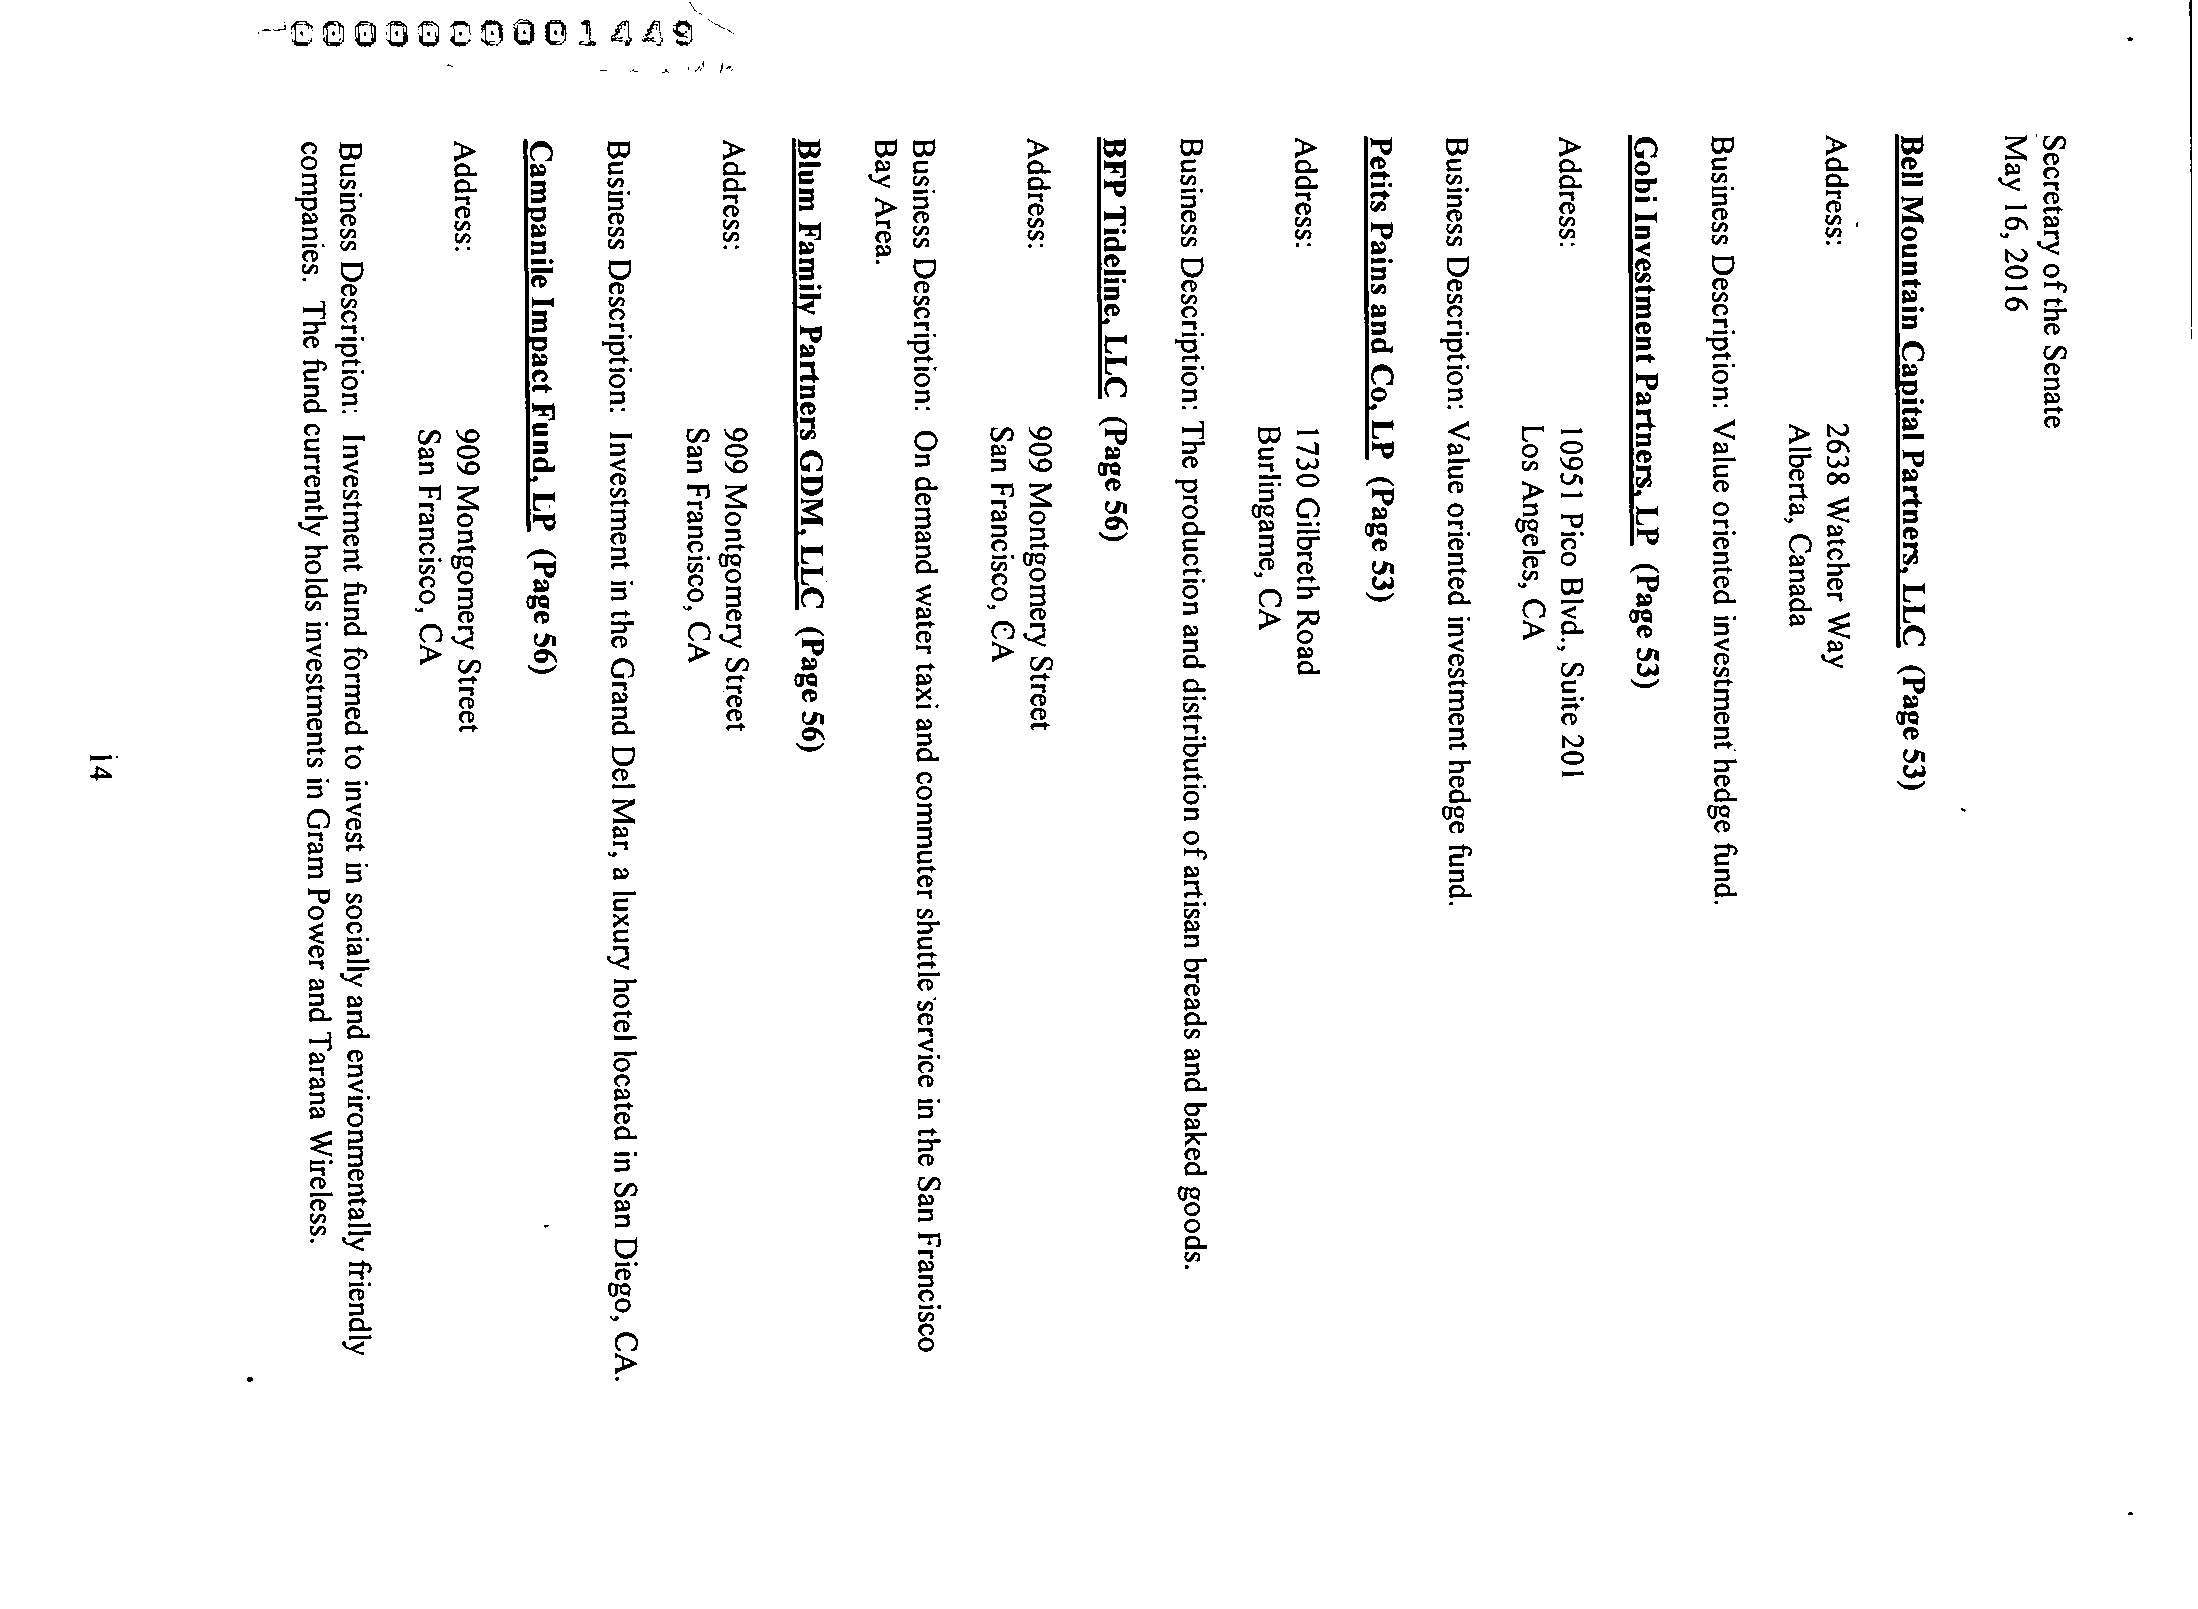 Secretary of the Senate
May 16, 2016
Bell Mountain Capital Partners, LLC (Page 53)
Address: 2638 Watcher Way
Alberta, Canada
Business Description: Value oriented investment hedge fund.
Gobi Investment Partners, LP (Page 53)
Address: 10951 Pico Blvd., Suite 201
Los Angeles, CA
Business Description: Value oriented investment hedge fund.
Petits Pains and Co, LP (Page 53)
Address: 1730 Gilbreth Road
Burlingame, CA
Business Description: The production and distribution of artisan breads and baked goods.
BFP Tideline, LLC (Page 56)
Address: 909 Montgomery Street
San Francisco, CA
Business Description: On demand water taxi and commuter shuttle service in the San Francisco
Bay Area.
Blum Family Partners GDM, LLC (Page 56)
Address: 909 Montgomery Street
San Francisco, CA
Business Description: Investment in the Grand Del Mar, a luxury hotel located in San Diego, CA.
Campanile Impact Fund, LP (Page 56)
Address: 909 Montgomery Street
San Francisco, CA
Business Description: Investment fund formed to invest in socially and environmentally friendly
companies. The fund currently holds investments in Gram Power and Tarana Wireless.
14
0000000001449